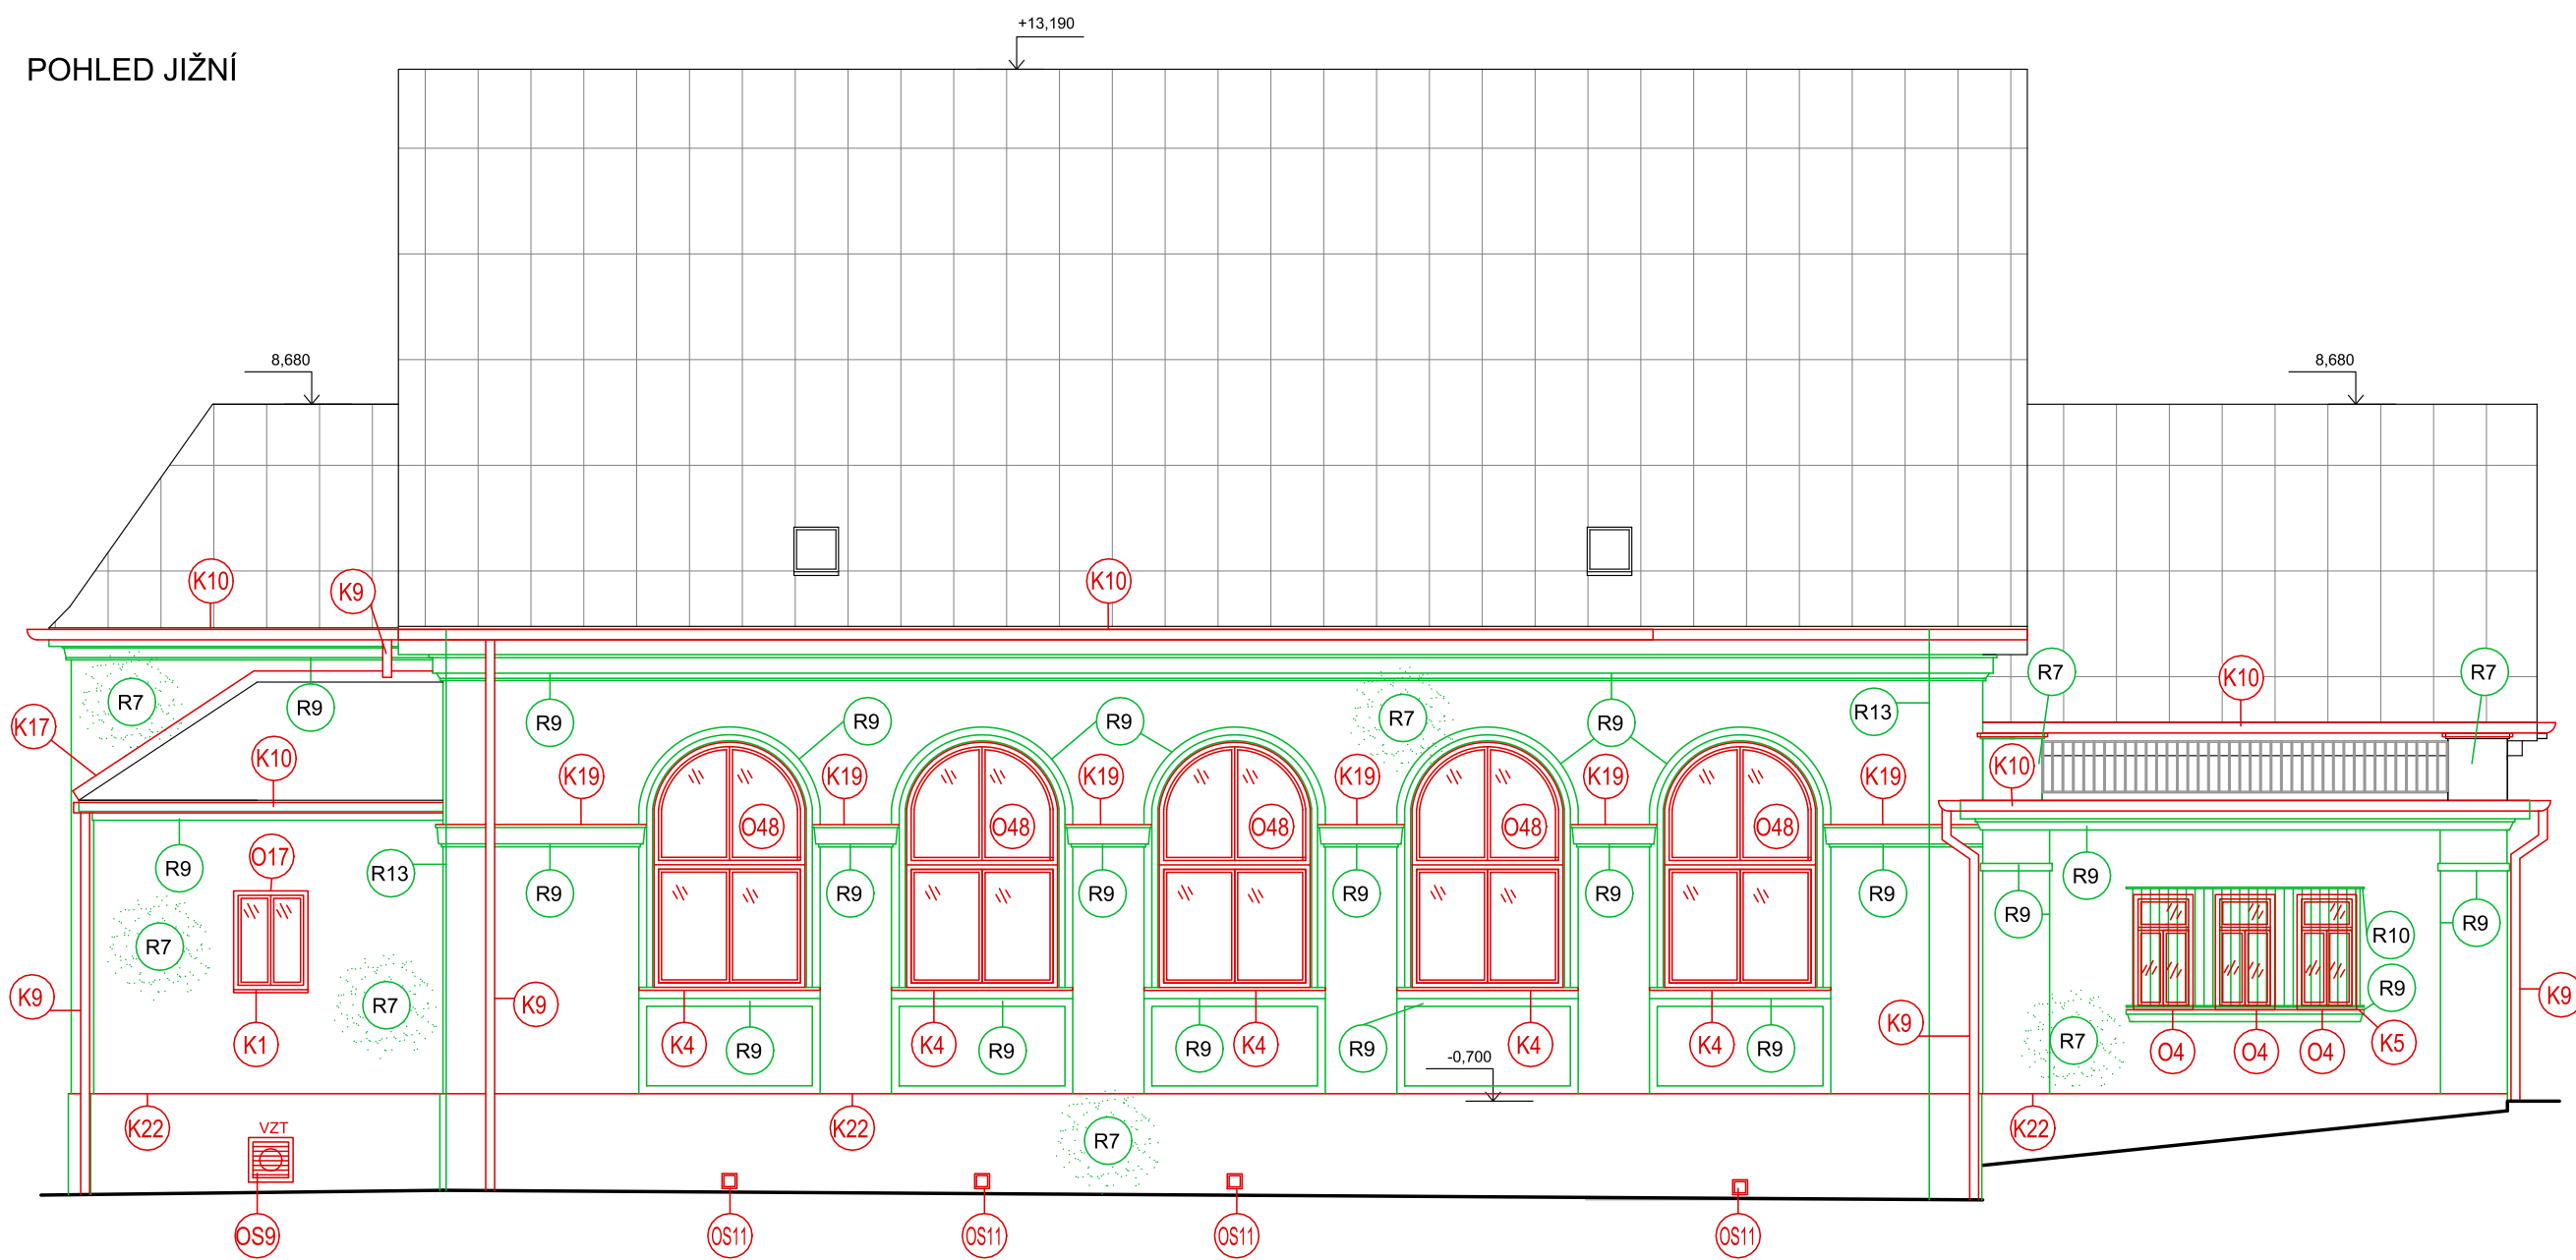 +13,190
POHLED JIŽNÍ
8,680 8,680
K10 K9 K10
R7 R9 R9 R9 R9 R7 R9 R13 R7 K10 R7
K17 K10 K19 K19 K19 K19 K19 K19 K10
O48 O48 O48 O48 O48
R9 O17 R13 R9 R9 R9 R9 R9 R9 R9
R7 R9 R10 R9
K9 R7 K9 K9 R9 K9
K1 K4 R9 K4 R9 R9 K4 R9 K4 K4 R9 R7 O4 O4 O4 K5
-0,700
K22 K22 R7 K22
VZT
OS9 OS11 OS11 OS11 OS11